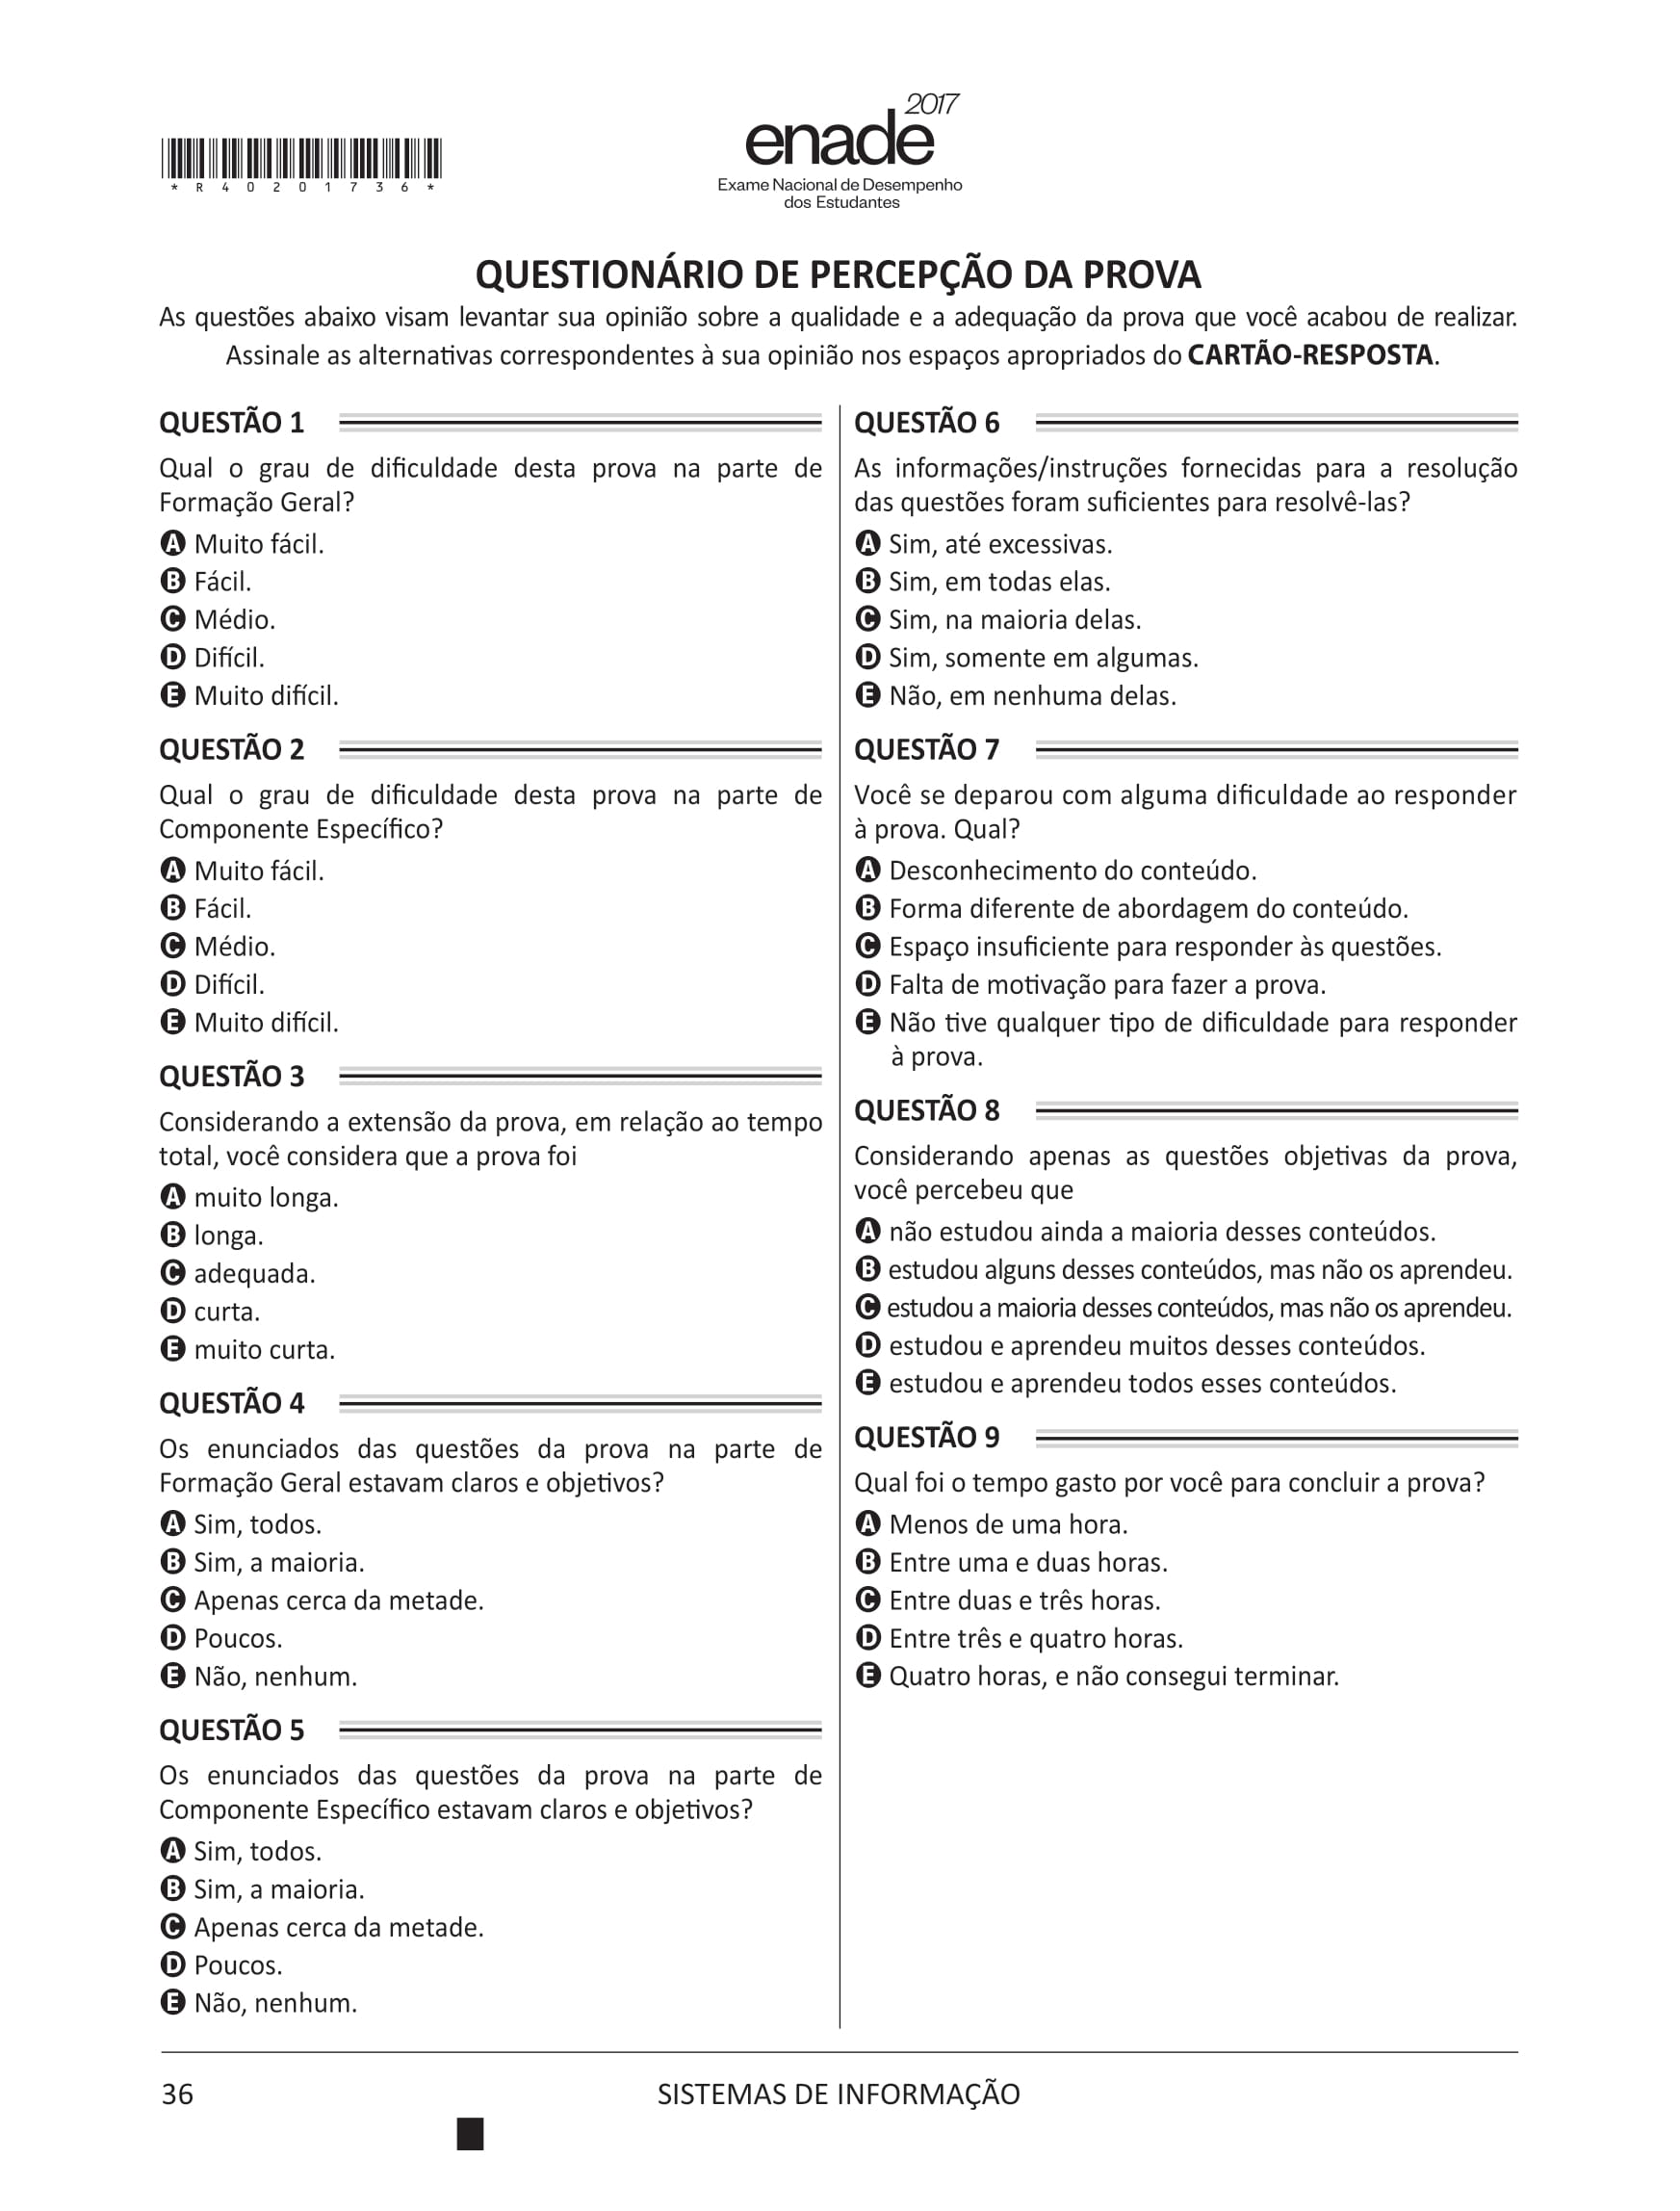 *R40201736*
enade 2017
Exame Nacional de Desempenho
dos Estudantes
QUESTIONÁRIO DE PERCEPÇÃO DA PROVA
As questões abaixo visam levantar sua opinião sobre a qualidade e a adequação da prova que você acabou de realizar.
Assinale as alternativas correspondentes à sua opinião nos espaços apropriados do CARTÃO-RESPOSTA.
QUESTÃO 1
Qual o grau de dificuldade desta prova na parte de
Formação Geral?
A Muito fácil.
B Fácil.
C Médio.
D Difícil.
E Muito difícil.
QUESTÃO 2
Qual o grau de dificuldade desta prova na parte de
Componente Específico?
A Muito fácil.
B Fácil.
C Médio.
D Difícil.
E Muito difícil.
QUESTÃO 3
Considerando a extensão da prova, em relação ao tempo
total, você considera que a prova foi
A muito longa.
B longa.
C adequada.
D curta.
E muito curta.
QUESTÃO 4
Os enunciados das questões da prova na parte de
Formação Geral estavam claros e objetivos?
A Sim, todos.
B Sim, a maioria.
C Apenas cerca da metade.
D Poucos.
E Não, nenhum.
QUESTÃO 5
Os enunciados das questões da prova na parte de
Componente Específico estavam claros e objetivos?
A Sim, todos.
B Sim, a maioria.
C Apenas cerca da metade.
D Poucos.
E Não, nenhum.
QUESTÃO 6
As informações/instruções fornecidas para a resolução
das questões foram suficientes para resolvê-las?
A Sim, até excessivas.
B Sim, em todas elas.
C Sim, na maioria delas.
D Sim, somente em algumas.
E Não, em nenhuma delas.
QUESTÃO 7
Você se deparou com alguma dificuldade ao responder
à prova. Qual?
A Desconhecimento do conteúdo.
B Forma diferente de abordagem do conteúdo.
C Espaço insuficiente para responder às questões.
D Falta de motivação para fazer a prova.
E Não tive qualquer tipo de dificuldade para responder
à prova.
QUESTÃO 8
Considerando apenas as questões objetivas da prova,
você percebeu que
A não estudou ainda a maioria desses conteúdos.
B estudou alguns desses conteúdos, mas não os aprendeu.
C estudou a maioria desses conteúdos, mas não os aprendeu.
D estudou e aprendeu muitos desses conteúdos.
E estudou e aprendeu todos esses conteúdos.
QUESTÃO 9
Qual foi o tempo gasto por você para concluir a prova?
A Menos de uma hora.
B Entre uma e duas horas.
C Entre duas e três horas.
D Entre três e quatro horas.
E Quatro horas, e não consegui terminar.
36
SISTEMAS DE INFORMAÇÃO